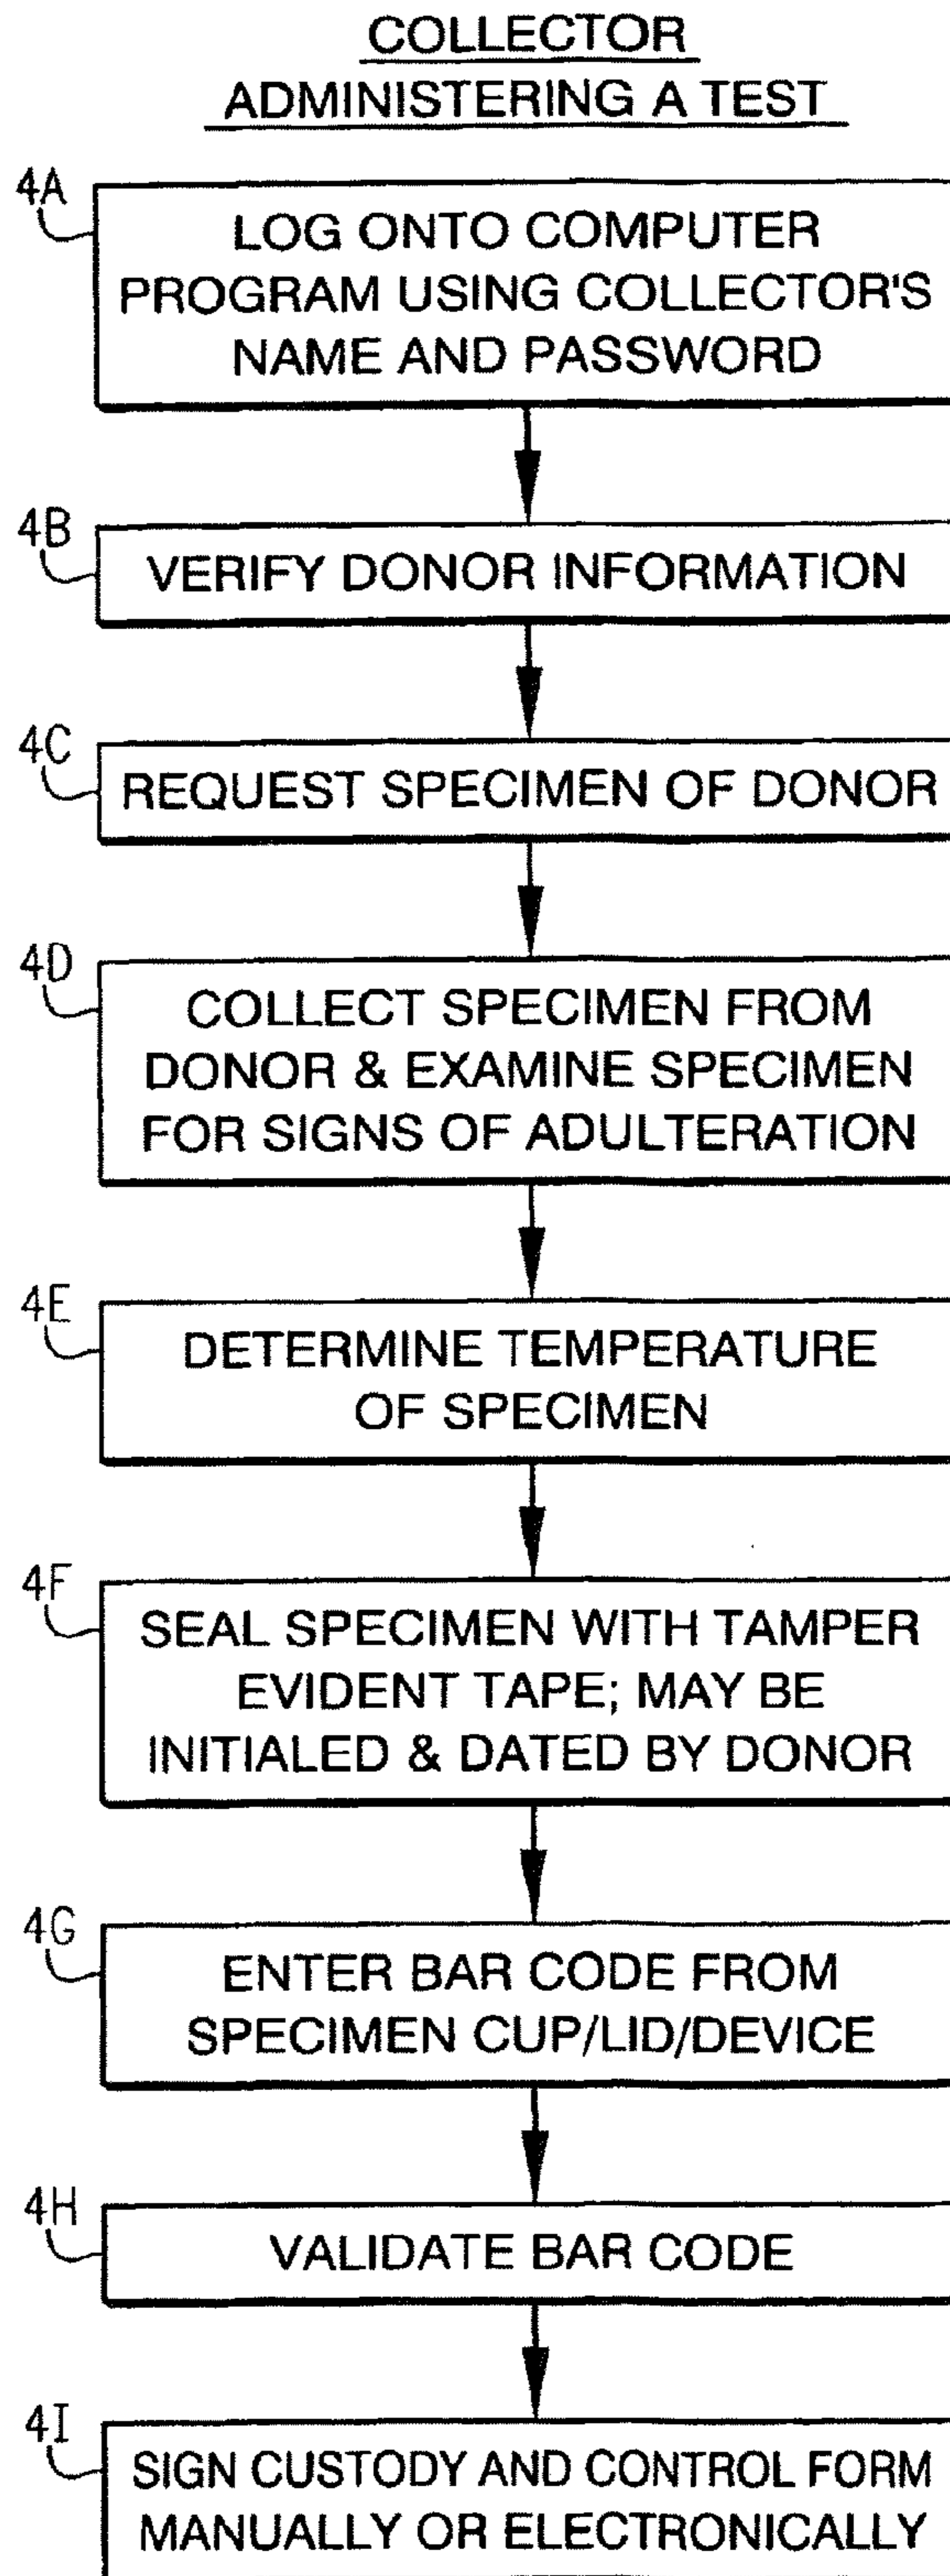 COLLECTOR
ADMINISTERING A TEST
4A
LOG ONTO COMPUTER
PROGRAM USING COLLECTOR'S
NAME AND PASSWORD
4B
VERIFY DONOR INFORMATION
4C
REQUEST SPECIMEN OF DONOR
4D
COLLECT SPECIMEN FROM
DONOR & EXAMINE SPECIMEN
FOR SIGNS OF ADULTERATION
4E
DETERMINE TEMPERATURE
OF SPECIMEN
4F
SEAL SPECIMEN WITH TAMPER
EVIDENT TAPE; MAY BE
INITIALED & DATED BY DONOR
4G
ENTER BAR CODE FROM
SPECIMEN CUP/LID/DEVICE
4H
VALIDATE BAR CODE
4I
SIGN CUSTODY AND CONTROL FORM
MANUALLY OR ELECTRONICALLY